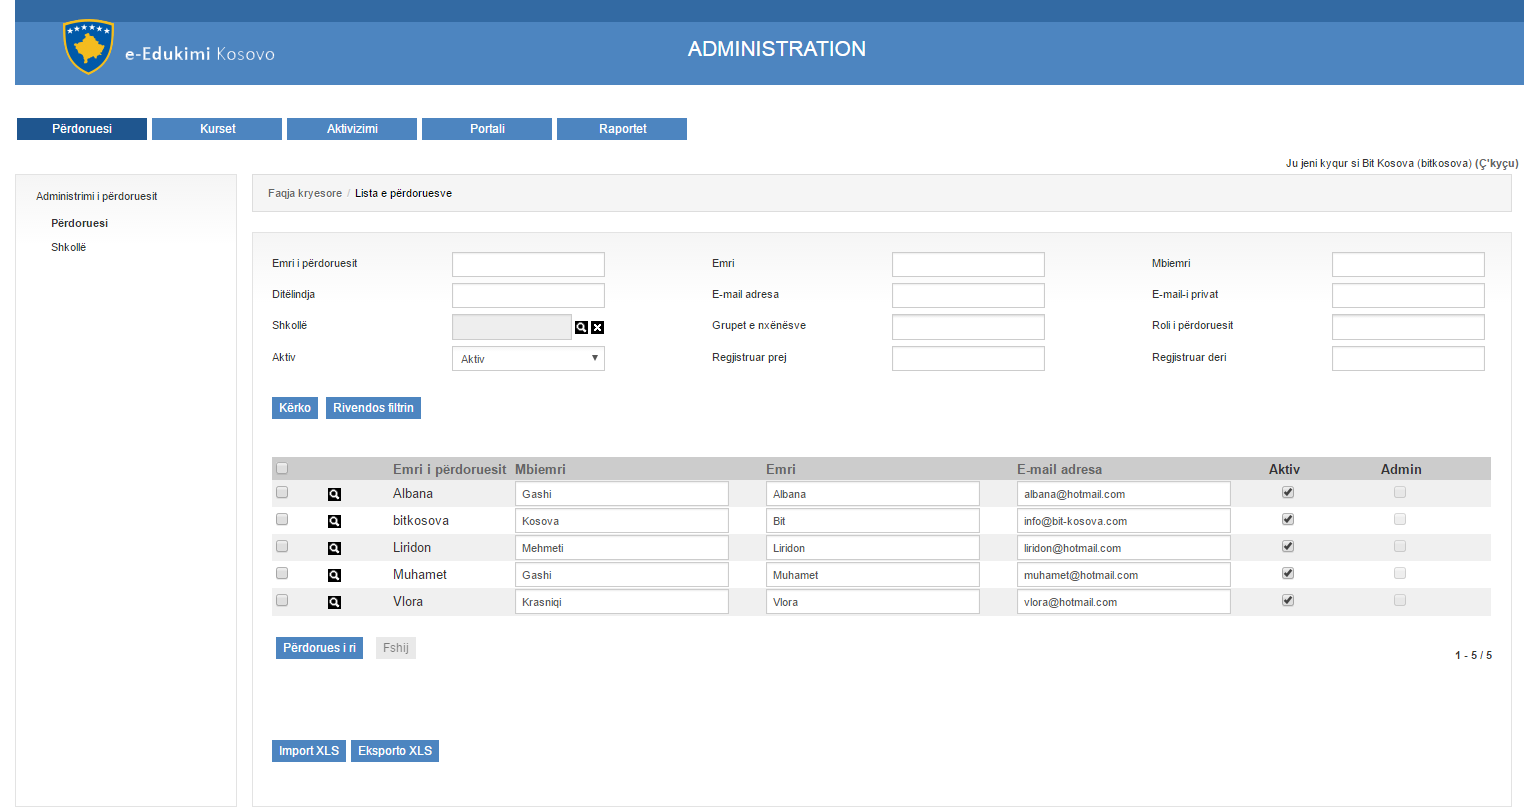 e-Edukimi Kosovo
ADMINISTRATION
Përdoruesi Kurset Aktivizimi Portali Raportet
Ju jeni kyqur si Bit Kosova (bitkosova) (Ç'kyçu)
Administrimi i përdoruesit
Përdoruesi
Shkollë
Faqja kryesore / Lista e përdoruesve
Emri i përdoruesit Emri Mbiemri
Ditëlindja E-mail adresa E-mail-i privat
Shkollë Grupet e nxënësve Roli i përdoruesit
Aktiv Aktiv Regjistruar prej Regjistruar deri
Kërko Rivendos filtrin
Emri i përdoruesit Mbiemri Emri E-mail adresa Aktiv Admin
Albana Gashi Albana albana@hotmail.com
bitkosova Kosova Bit info@bit-kosova.com
Liridon Mehmeti Liridon liridon@hotmail.com
Muhamet Gashi Muhamet muhamet@hotmail.com
Vlora Krasniqi Vlora vlora@hotmail.com
Përdorues i ri Fshij
1 - 5 / 5
Import XLS Eksporto XLS